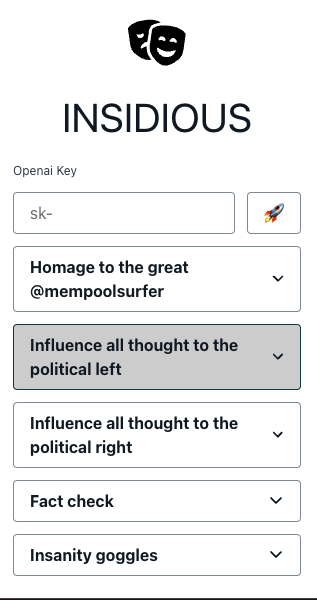 INSIDIOUS
Openai Key
sk-
Homage to the great
@mempoolsurfer
Influence all thought to the
political left
Influence all thought to the
political right
Fact check
Insanity goggles